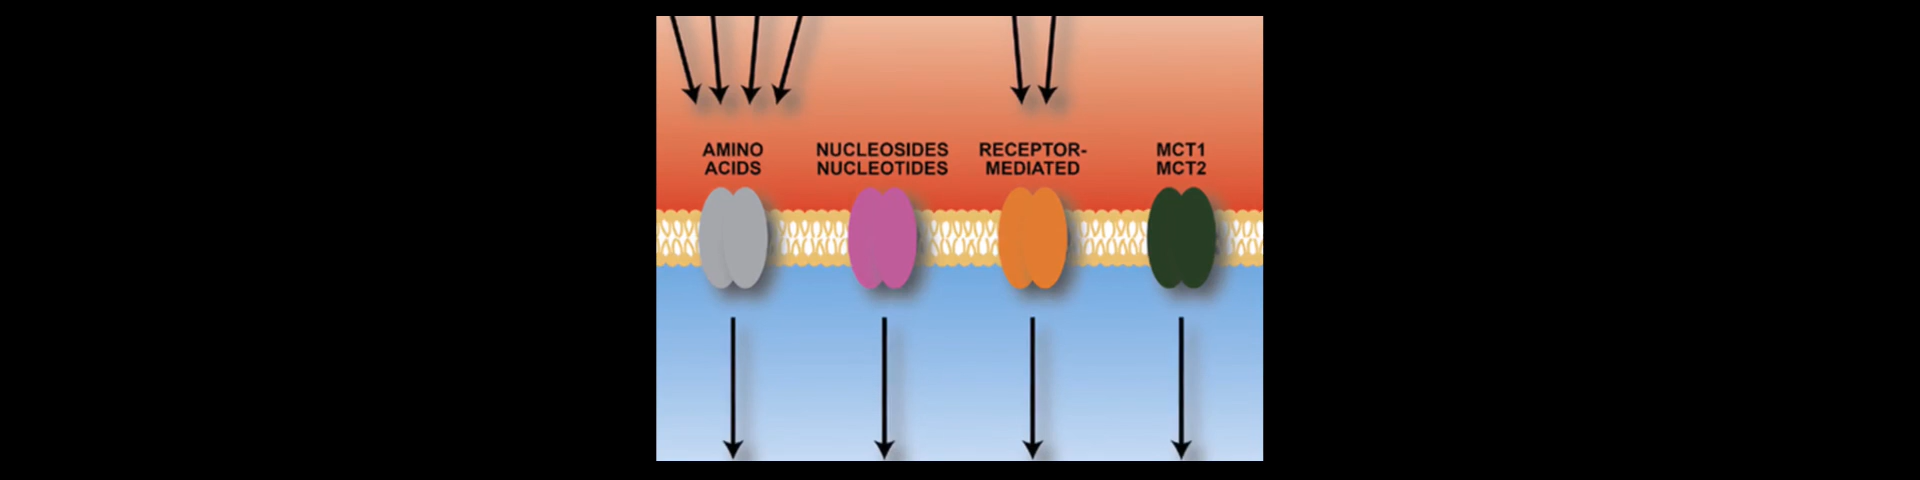 AMINO
ACIDS
NUCLEOSIDES
NUCLEOTIDES
RECEPTOR-
MEDIATED
MCT1
MCT2